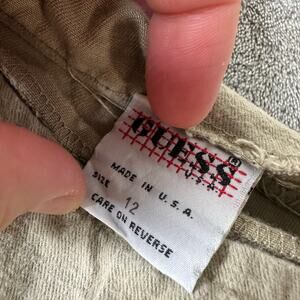 GUESS®
U.S.A.
MADE IN U.S.A.
SIZE 12
CARE ON REVERSE